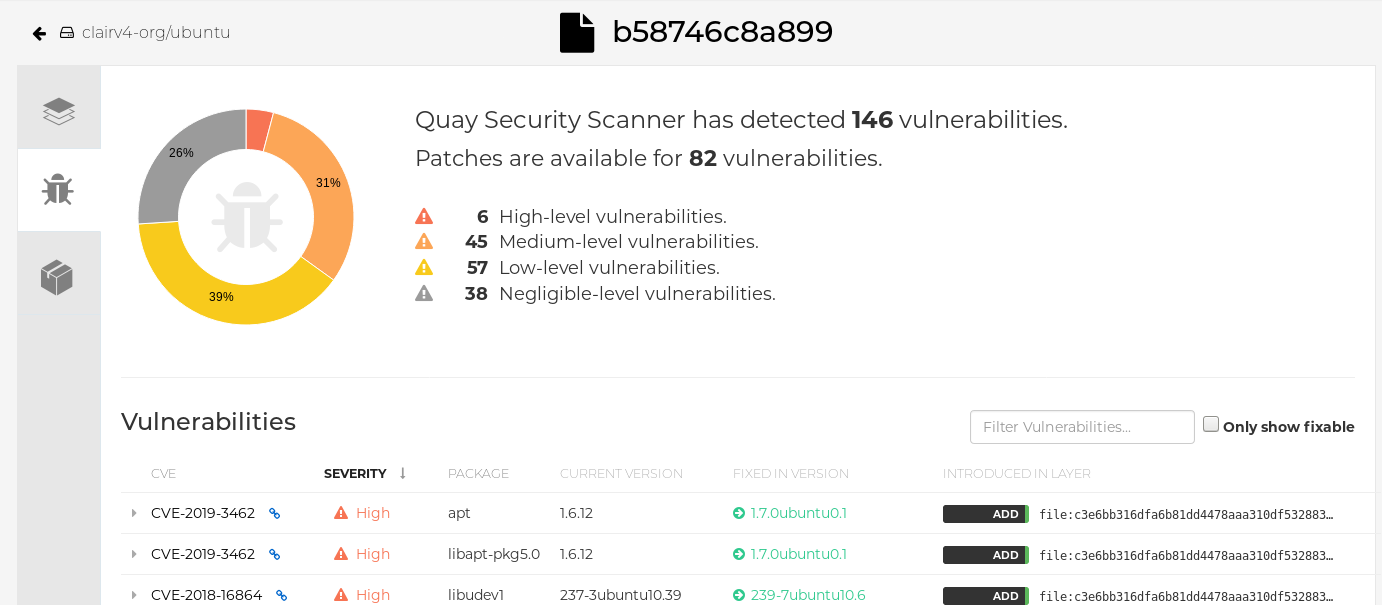 clairv4-org/ubuntu
b58746c8a899
26%
31%
39%
Quay Security Scanner has detected 146 vulnerabilities.
Patches are available for 82 vulnerabilities.
6 High-level vulnerabilities.
45 Medium-level vulnerabilities.
57 Low-level vulnerabilities.
38 Negligible-level vulnerabilities.
Vulnerabilities
Filter Vulnerabilities...
Only show fixable
CVE SEVERITY ↓ PACKAGE CURRENT VERSION FIXED IN VERSION INTRODUCED IN LAYER
CVE-2019-3462 High apt 1.6.12 1.7.0ubuntu0.1 ADD file:c3e6bb316dfa6b81dd4478aaa310df532883…
CVE-2019-3462 High libapt-pkg5.0 1.6.12 1.7.0ubuntu0.1 ADD file:c3e6bb316dfa6b81dd4478aaa310df532883…
CVE-2018-16864 High libudev1 237-3ubuntu10.39 239-7ubuntu10.6 ADD file:c3e6bb316dfa6b81dd4478aaa310df532883…